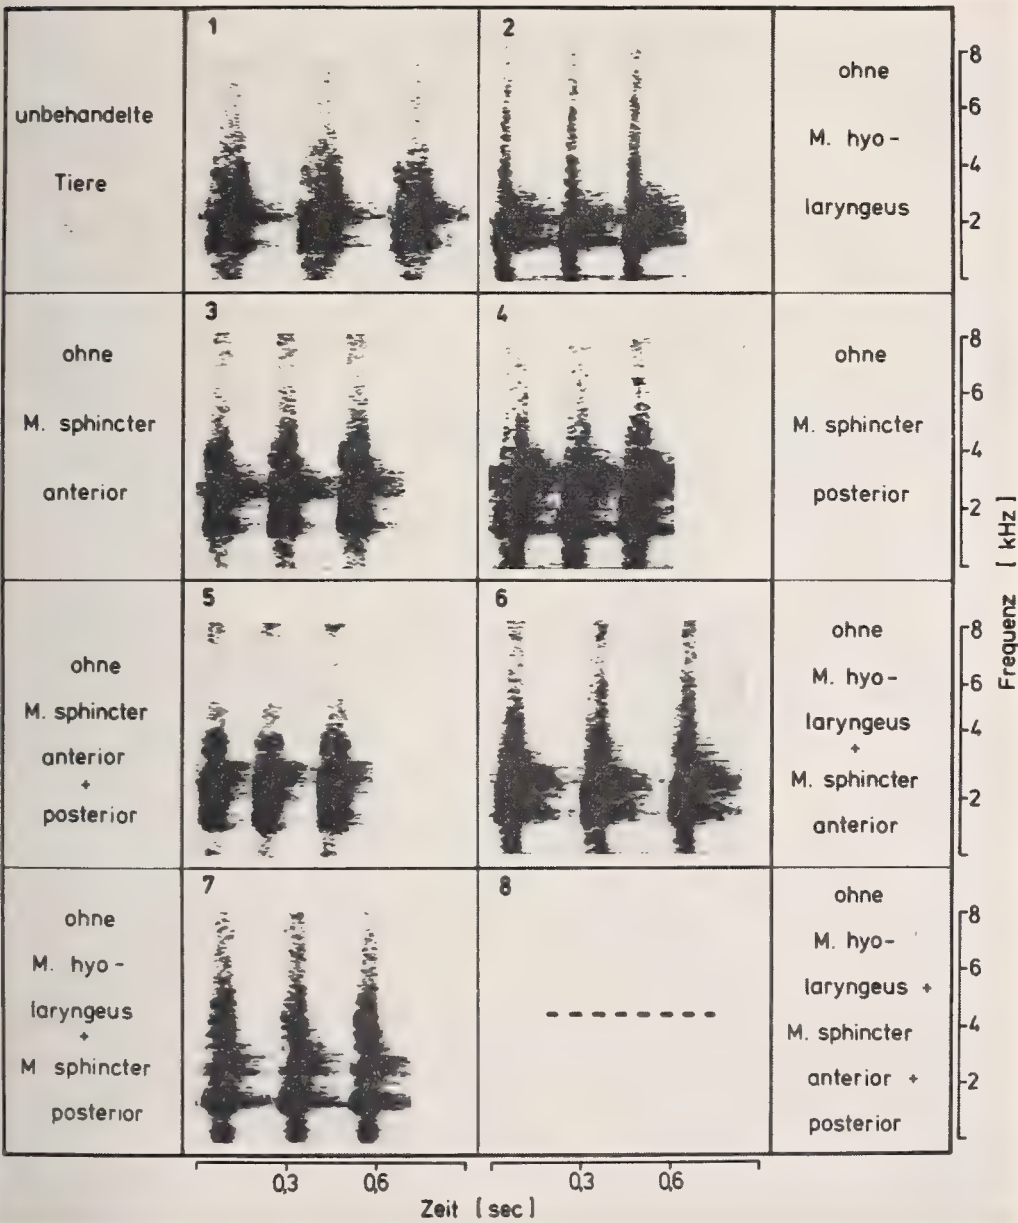 unbehandelte
Tiere
1
2
ohne
M. hyo-
laryngeus
8
6
4
2
ohne
M. sphincter
anterior
3
4
ohne
M. sphincter
posterior
8
6
4
2
ohne
M. sphincter
anterior
+
posterior
5
6
ohne
M. hyo-
laryngeus
+
M. sphincter
anterior
8
6
4
2
ohne
M. hyo-
laryngeus
+
M sphincter
posterior
7
8
ohne
M. hyo-
laryngeus +
M. sphincter
anterior +
posterior
8
6
4
2
Frequenz [kHz]
0,3 0,6 0,3 0,6
Zeit [sec]